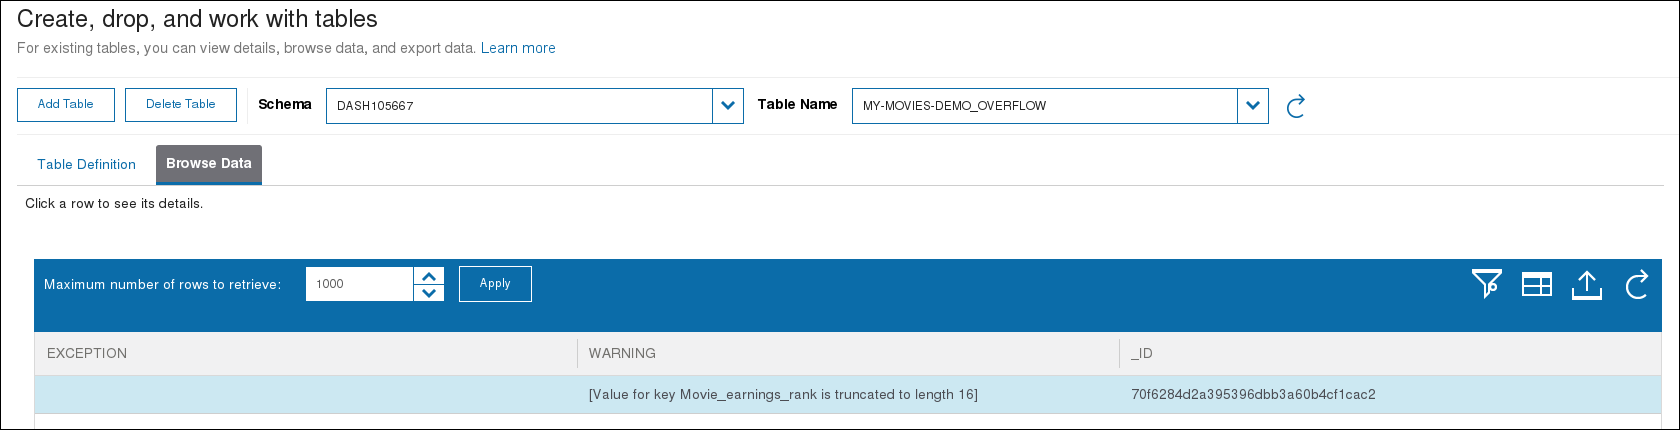 Create, drop, and work with tables
For existing tables, you can view details, browse data, and export data. Learn more
Add Table Delete Table Schema DASH105667 Table Name MY-MOVIES-DEMO_OVERFLOW
Table Definition Browse Data
Click a row to see its details.
Maximum number of rows to retrieve: 1000 Apply
EXCEPTION WARNING _ID
[Value for key Movie_earnings_rank is truncated to length 16] 70f6284d2a395396dbb3a60b4cf1cac2